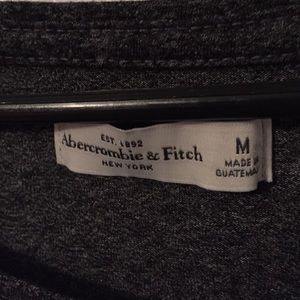 EST. 1892
Abercrombie & Fitch
NEW YORK
M
MADE IN
GUATEMALA